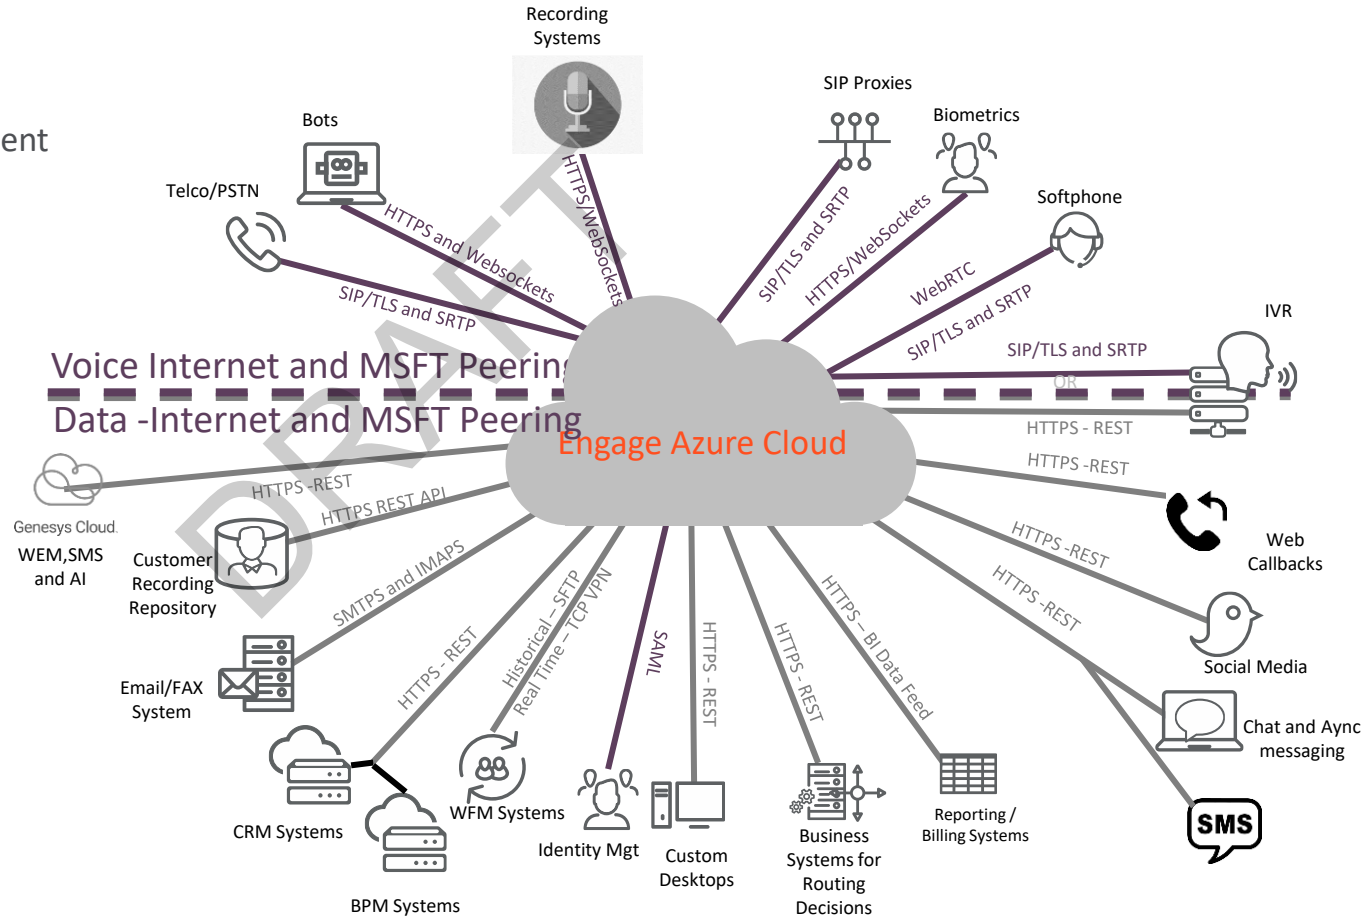 Recording
Systems
SIP Proxies
Biometrics
ent
Bots
Telco/PSTN
Softphone
HTTPS and Websockets
HTTPS/WebSockets
SIP/TLS and SRTP
HTTPS/WebSockets
WebRTC
SIP/TLS and SRTP
SIP/TLS and SRTP
IVR
SIP/TLS and SRTP
OR
Voice Internet and MSFT Peering
Data -Internet and MSFT Peering
HTTPS - REST
Engage Azure Cloud
DRAFT
HTTPS -REST
HTTPS -REST
HTTPS REST API
Genesys Cloud.
WEM,SMS
and AI
Customer
Recording
Repository
SMTPS and IMAPS
HTTPS - REST
Historical – SFTP
Real Time – TCP VPN
SAML
HTTPS - REST
HTTPS - REST
HTTPS – BI Data Feed
HTTPS -REST
HTTPS -REST
Web
Callbacks
Social Media
Email/FAX
System
Chat and Aync
messaging
CRM Systems
WFM Systems
Identity Mgt
Custom
Desktops
Business
Systems for
Routing
Decisions
Reporting /
Billing Systems
SMS
BPM Systems